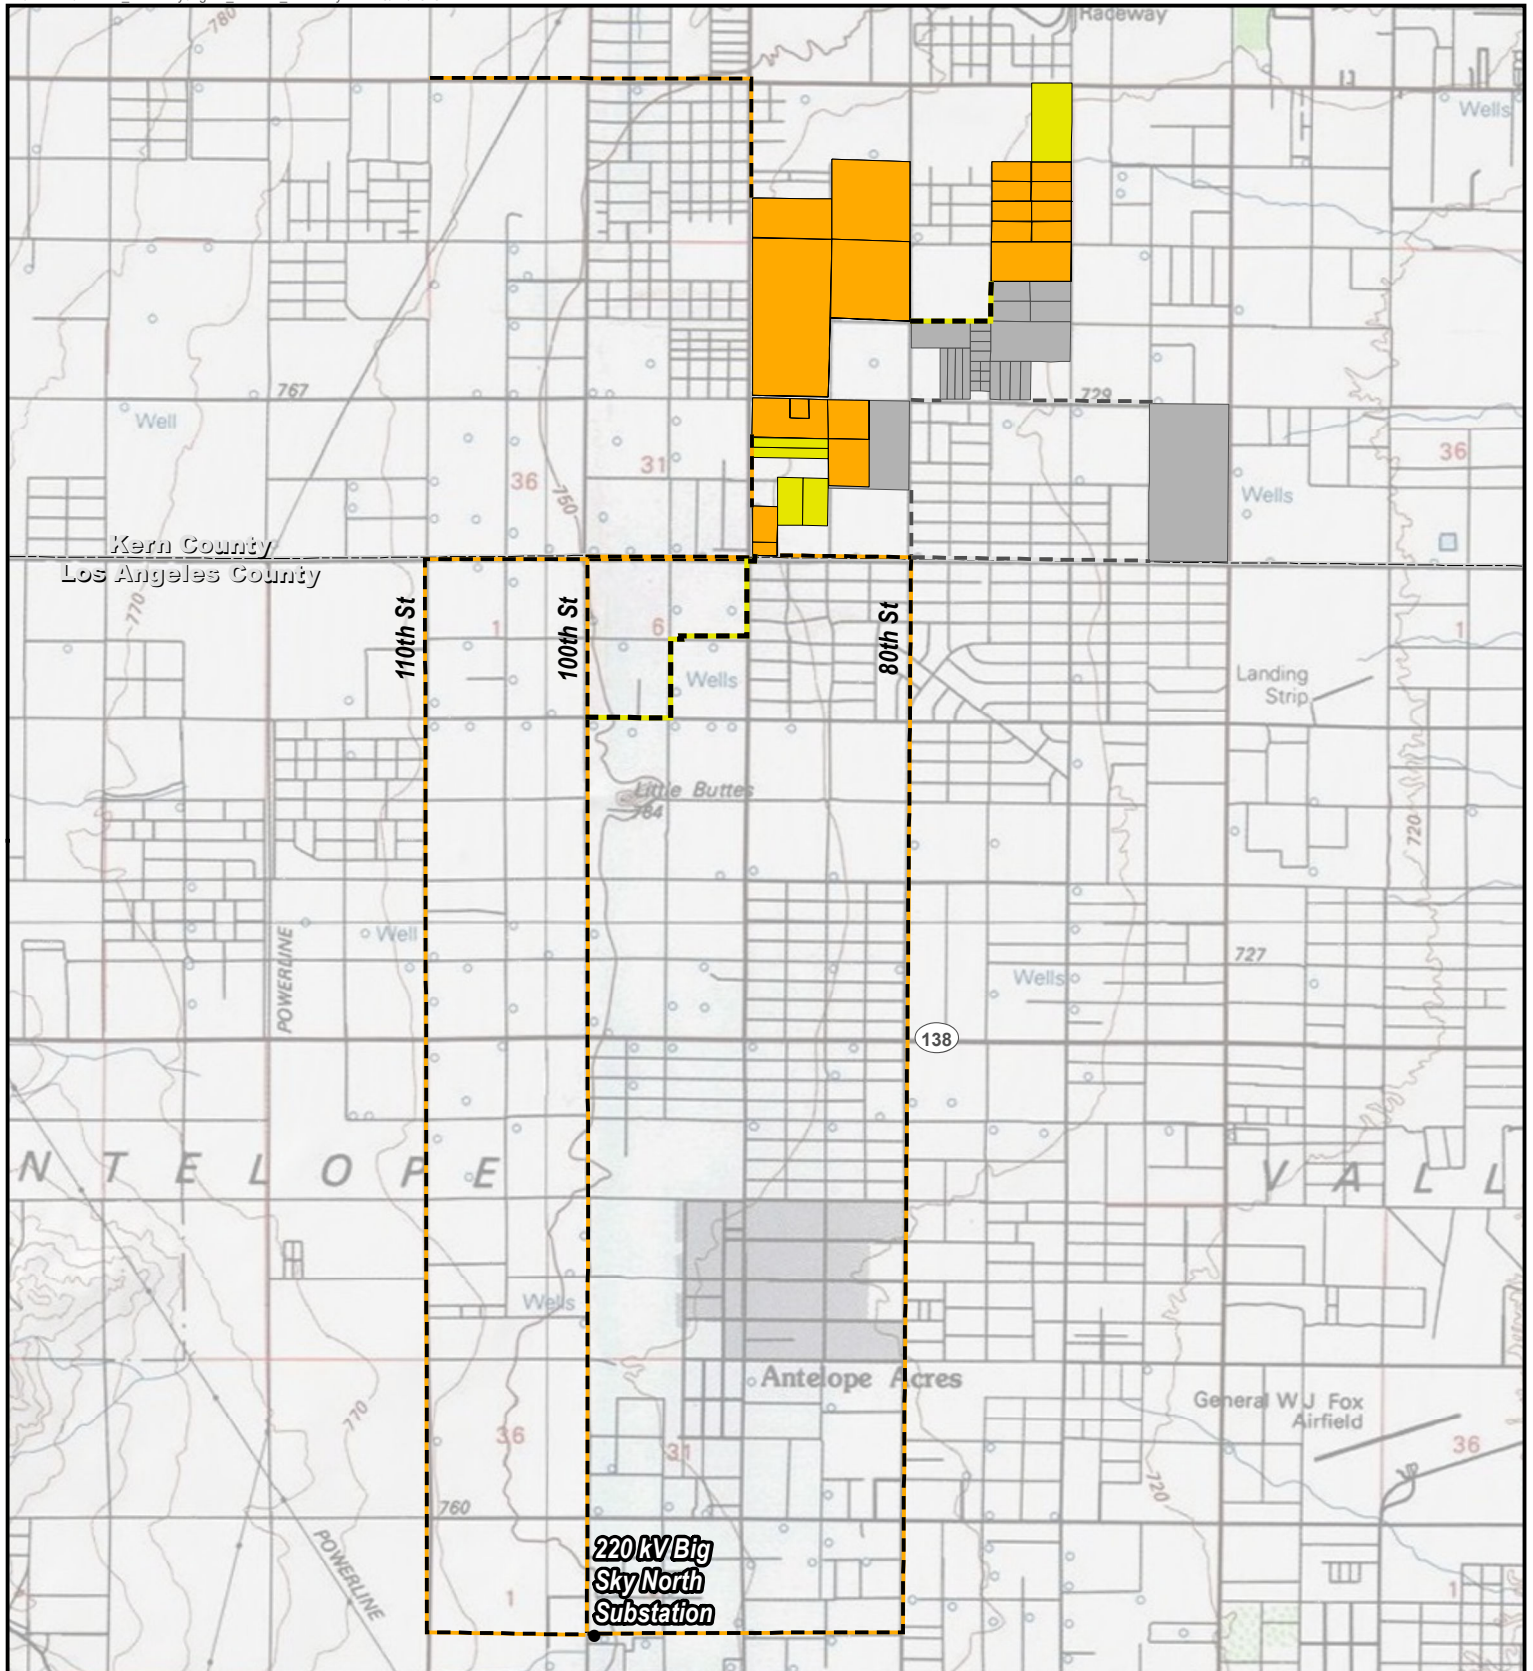 780
Raceway
Wells
767
729
Well
31
36
36
750
Wells
Kern County
Los Angeles County
770
110th St
1
100th St
6
80th St
1
Wells
Landing
Strip
Little Buttes
784
720
POWERLINE
Well
727
Wells
138
N T E L O P E
V A L L
Wells
Antelope Acres
770
General W J Fox
Airfield
36
31
36
760
720
POWERLINE
220 kV Big
Sky North
Substation
1
1